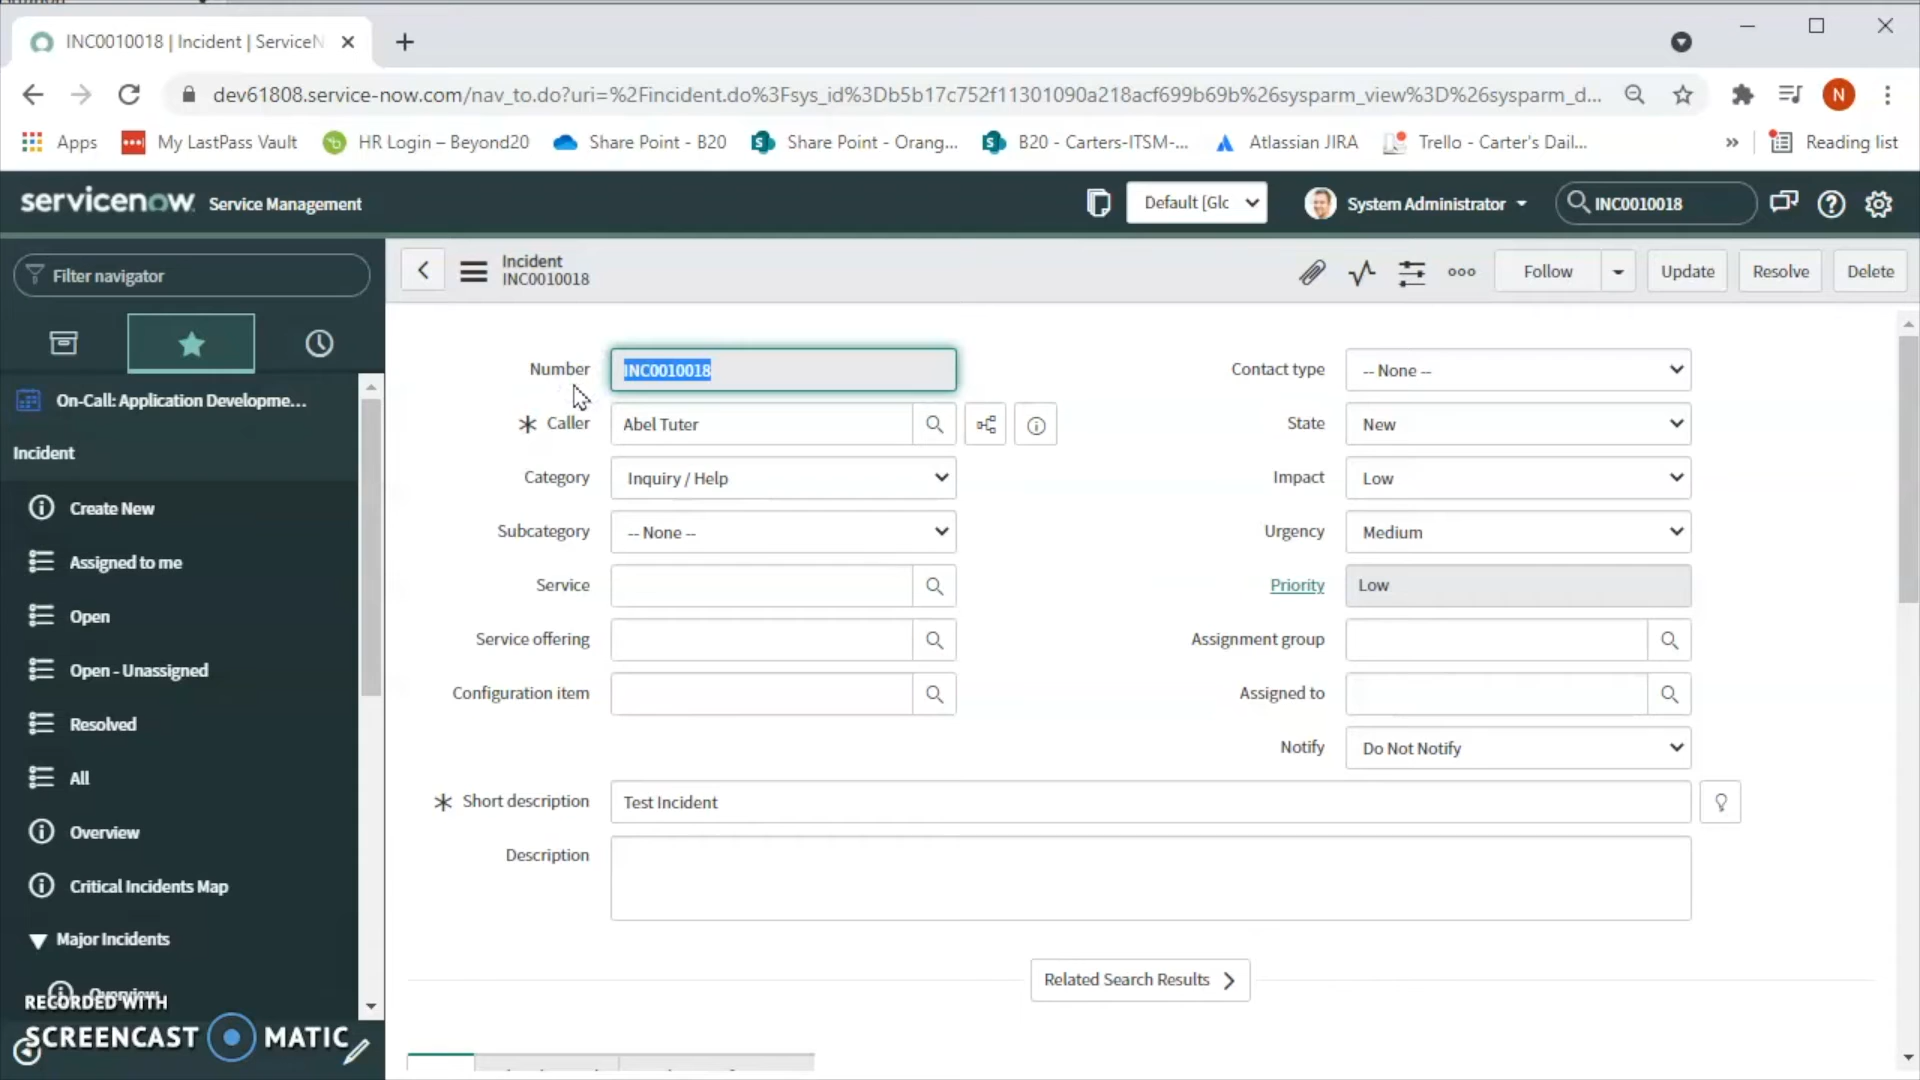 INC0010018 | Incident | ServiceN
dev61808.service-now.com/nav_to.do?uri=%2Fincident.do%3Fsys_id%3Db5b17c752f11301090a218acf699b69b%26sysparm_view%3D%26sysparm_d...
N
Apps
My LastPass Vault
HR Login – Beyond20
Share Point - B20
Share Point - Orang...
B20 - Carters-ITSM-...
Atlassian JIRA
Trello - Carter's Dail...
»
Reading list
servicenow Service Management
Default [Glc
System Administrator
INC0010018
Filter navigator
Incident
INC0010018
Follow
Update
Resolve
Delete
On-Call: Application Developme...
Incident
Create New
Assigned to me
Open
Open - Unassigned
Resolved
All
Overview
Critical Incidents Map
Major Incidents
Overview
Number INC0010018
Caller Abel Tuter
Category Inquiry / Help
Subcategory -- None --
Service
Service offering
Configuration item
Contact type -- None --
State New
Impact Low
Urgency Medium
Priority Low
Assignment group
Assigned to
Notify Do Not Notify
Short description Test Incident
Description
Related Search Results
RECORDED WITH
SCREENCAST MATIC